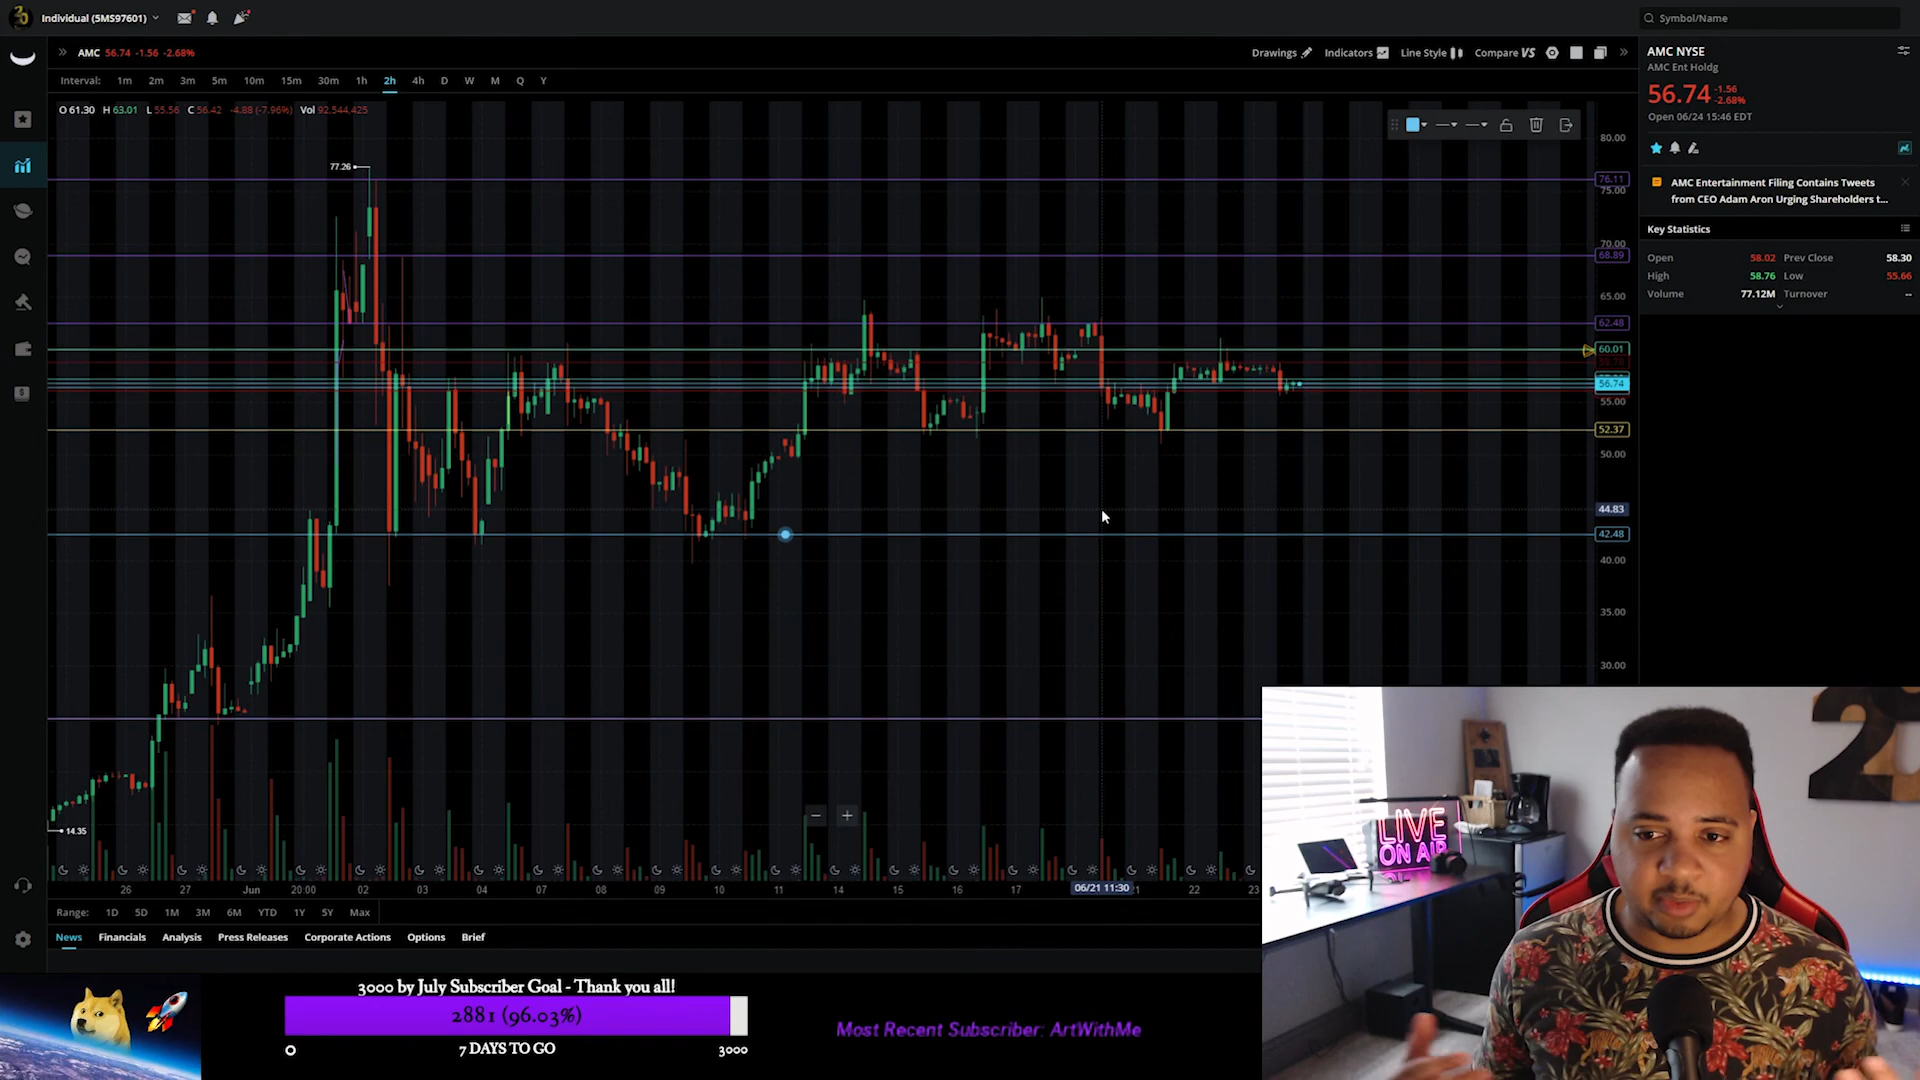 Individual (5MS97601)
Symbol/Name
AMC 56.74 -1.56 -2.68%
Drawings
Indicators
Line Style
Compare VS
Interval: 1m 2m 3m 5m 10m 15m 30m 1h 2h 4h D W M Q Y
O 61.30 H 63.01 L 55.56 C 56.42 -4.88 (-7.96%) Vol 92.544.425
AMC NYSE
AMC Ent Holdg
56.74
-1.56
-2.68%
Open 06/24 15:46 EDT
AMC Entertainment Filing Contains Tweets
from CEO Adam Aron Urging Shareholders t...
Key Statistics
Open 58.02 Prev Close 58.30
High 58.76 Low 55.66
Volume 77.12M Turnover --
77.26
80.00
76.11
75.00
70.00
68.89
65.00
62.48
60.01
56.74
55.00
52.37
50.00
44.83
42.48
40.00
35.00
30.00
14.35
26 27 Jun 20:00 02 03 04 07 08 09 10 11 14 15 16 17 06/21 11:30 21 22 23
Range: 1D 5D 1M 3M 6M YTD 1Y 5Y Max
News Financials Analysis Press Releases Corporate Actions Options Brief
LIVE
ON AIR
3000 by July Subscriber Goal - Thank you all!
2881 (96.03%)
0 7 DAYS TO GO 3000
Most Recent Subscriber: ArtWithMe